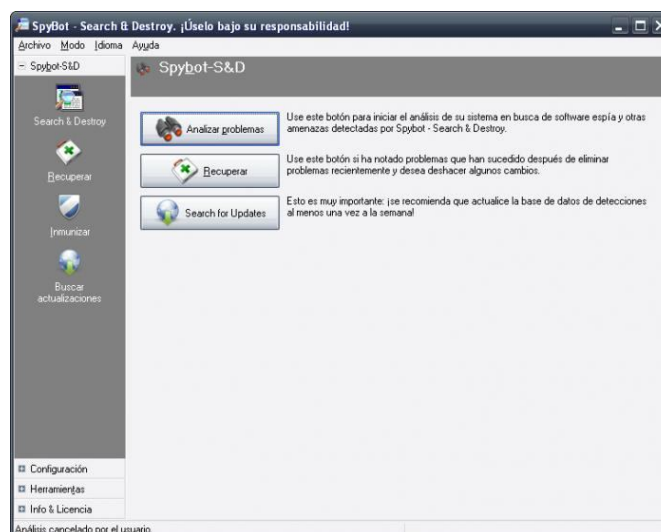 SpyBot - Search & Destroy. ¡Úselo bajo su responsabilidad!
Archivo Modo Idioma Ayuda
Spybot-S&D
Search & Destroy
Recuperar
Inmunizar
Buscar
actualizaciones
Configuración
Herramientas
Info & Licencia
Spybot-S&D
Analizar problemas
Use este botón para iniciar el análisis de su sistema en busca de software espía y otras
amenazas detectadas por Spybot - Search & Destroy.
Recuperar
Use este botón si ha notado problemas que han sucedido después de eliminar
problemas recientemente y desea deshacer algunos cambios.
Search for Updates
Esto es muy importante: ¡se recomienda que actualice la base de datos de detecciones
al menos una vez a la semana!
Análisis cancelado por el usuario.